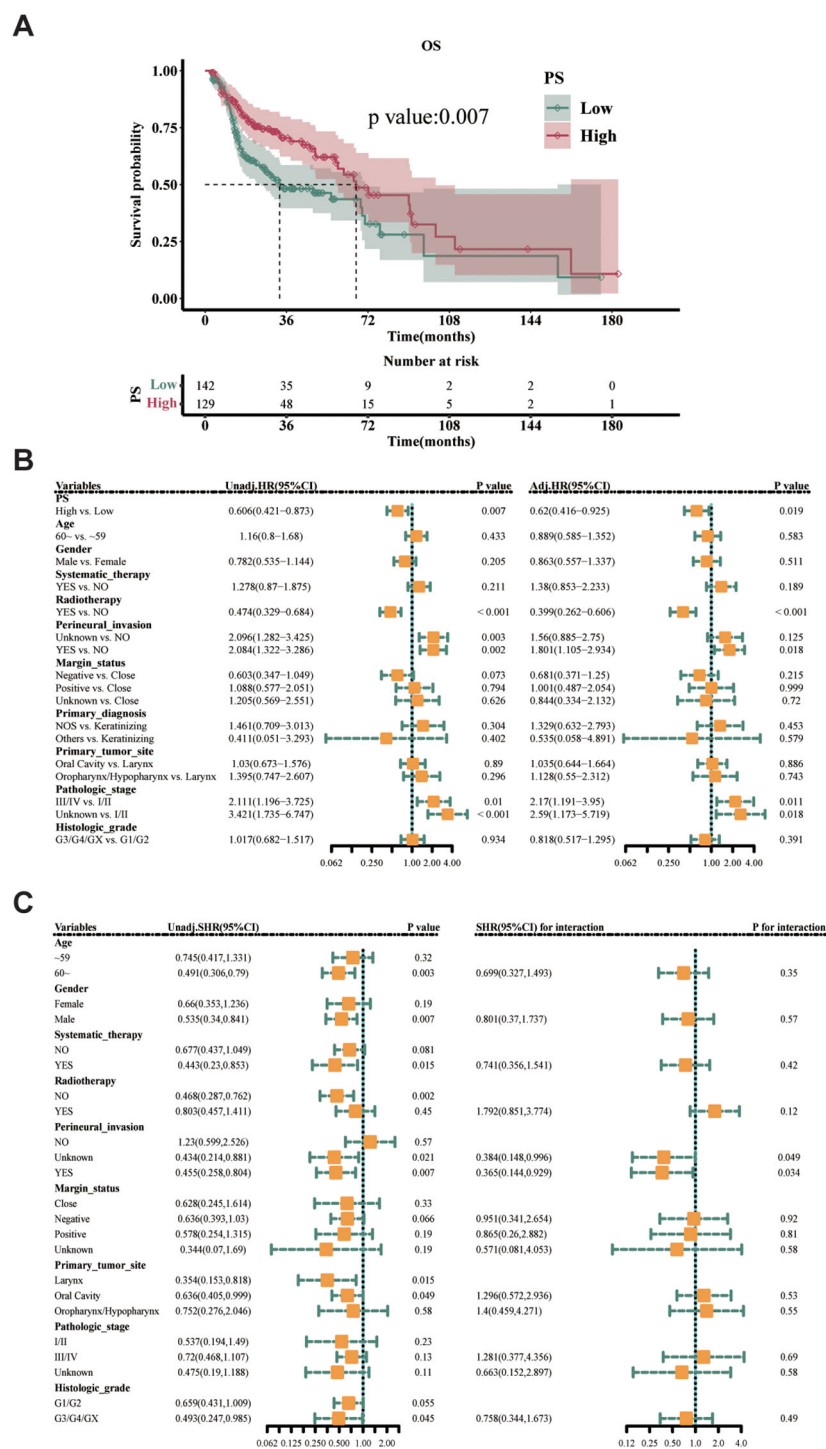 A
OS
1.00
0.75
0.50
0.25
0.00
Survival probability
p value:0.007
PS
Low
High
0 36 72 108 144 180
Time(months)
Number at risk
PS
Low 142 35 9 2 2 0
High 129 48 15 5 2 1
0 36 72 108 144 180
Time(months)
B
Variables Unadj.HR(95%CI) P value Adj.HR(95%CI) P value
PS
High vs. Low 0.606(0.421−0.873) 0.007 0.62(0.416−0.925) 0.019
Age
60~ vs. ~59 1.16(0.8−1.68) 0.433 0.889(0.585−1.352) 0.583
Gender
Male vs. Female 0.782(0.535−1.144) 0.205 0.863(0.557−1.337) 0.511
Systematic_therapy
YES vs. NO 1.278(0.87−1.875) 0.211 1.38(0.853−2.233) 0.189
Radiotherapy
YES vs. NO 0.474(0.329−0.684) < 0.001 0.399(0.262−0.606) < 0.001
Perineural_invasion
Unknown vs. NO 2.096(1.282−3.425) 0.003 1.56(0.885−2.75) 0.125
YES vs. NO 2.084(1.322−3.286) 0.002 1.801(1.105−2.934) 0.018
Margin_status
Negative vs. Close 0.603(0.347−1.049) 0.073 0.681(0.371−1.25) 0.215
Positive vs. Close 1.088(0.577−2.051) 0.794 1.001(0.487−2.054) 0.999
Unknown vs. Close 1.205(0.569−2.551) 0.626 0.844(0.334−2.132) 0.72
Primary_diagnosis
NOS vs. Keratinizing 1.461(0.709−3.013) 0.304 1.329(0.632−2.793) 0.453
Others vs. Keratinizing 0.411(0.051−3.293) 0.402 0.535(0.058−4.891) 0.579
Primary_tumor_site
Oral Cavity vs. Larynx 1.03(0.673−1.576) 0.89 1.035(0.644−1.664) 0.886
Oropharynx/Hypopharynx vs. Larynx 1.395(0.747−2.607) 0.296 1.128(0.55−2.312) 0.743
Pathologic_stage
III/IV vs. I/II 2.111(1.196−3.725) 0.01 2.17(1.191−3.95) 0.011
Unknown vs. I/II 3.421(1.735−6.747) < 0.001 2.59(1.173−5.719) 0.018
Histologic_grade
G3/G4/GX vs. G1/G2 1.017(0.682−1.517) 0.934 0.818(0.517−1.295) 0.391
0.062 0.250 1.00 2.00 4.00 0.062 0.250 1.00 2.00 4.00
C
Variables Unadj.SHR(95%CI) P value SHR(95%CI) for interaction P for interaction
Age
~59 0.745(0.417,1.331) 0.32
60~ 0.491(0.306,0.79) 0.003 0.699(0.327,1.493) 0.35
Gender
Female 0.66(0.353,1.236) 0.19
Male 0.535(0.34,0.841) 0.007 0.801(0.37,1.737) 0.57
Systematic_therapy
NO 0.677(0.437,1.049) 0.081
YES 0.443(0.23,0.853) 0.015 0.741(0.356,1.541) 0.42
Radiotherapy
NO 0.468(0.287,0.762) 0.002
YES 0.803(0.457,1.411) 0.45 1.792(0.851,3.774) 0.12
Perineural_invasion
NO 1.23(0.599,2.526) 0.57
Unknown 0.434(0.214,0.881) 0.021 0.384(0.148,0.996) 0.049
YES 0.455(0.258,0.804) 0.007 0.365(0.144,0.929) 0.034
Margin_status
Close 0.628(0.245,1.614) 0.33
Negative 0.636(0.393,1.03) 0.066 0.951(0.341,2.654) 0.92
Positive 0.578(0.254,1.315) 0.19 0.865(0.26,2.882) 0.81
Unknown 0.344(0.07,1.69) 0.19 0.571(0.081,4.053) 0.58
Primary_tumor_site
Larynx 0.354(0.153,0.818) 0.015
Oral Cavity 0.636(0.405,0.999) 0.049 1.296(0.572,2.936) 0.53
Oropharynx/Hypopharynx 0.752(0.276,2.046) 0.58 1.4(0.459,4.271) 0.55
Pathologic_stage
I/II 0.537(0.194,1.49) 0.23
III/IV 0.72(0.468,1.107) 0.13 1.281(0.377,4.356) 0.69
Unknown 0.475(0.19,1.188) 0.11 0.663(0.152,2.897) 0.58
Histologic_grade
G1/G2 0.659(0.431,1.009) 0.055
G3/G4/GX 0.493(0.247,0.985) 0.045 0.758(0.344,1.673) 0.49
0.062 0.125 0.250 0.500 1.00 2.00 0.12 0.25 0.50 1.0 2.0 4.0